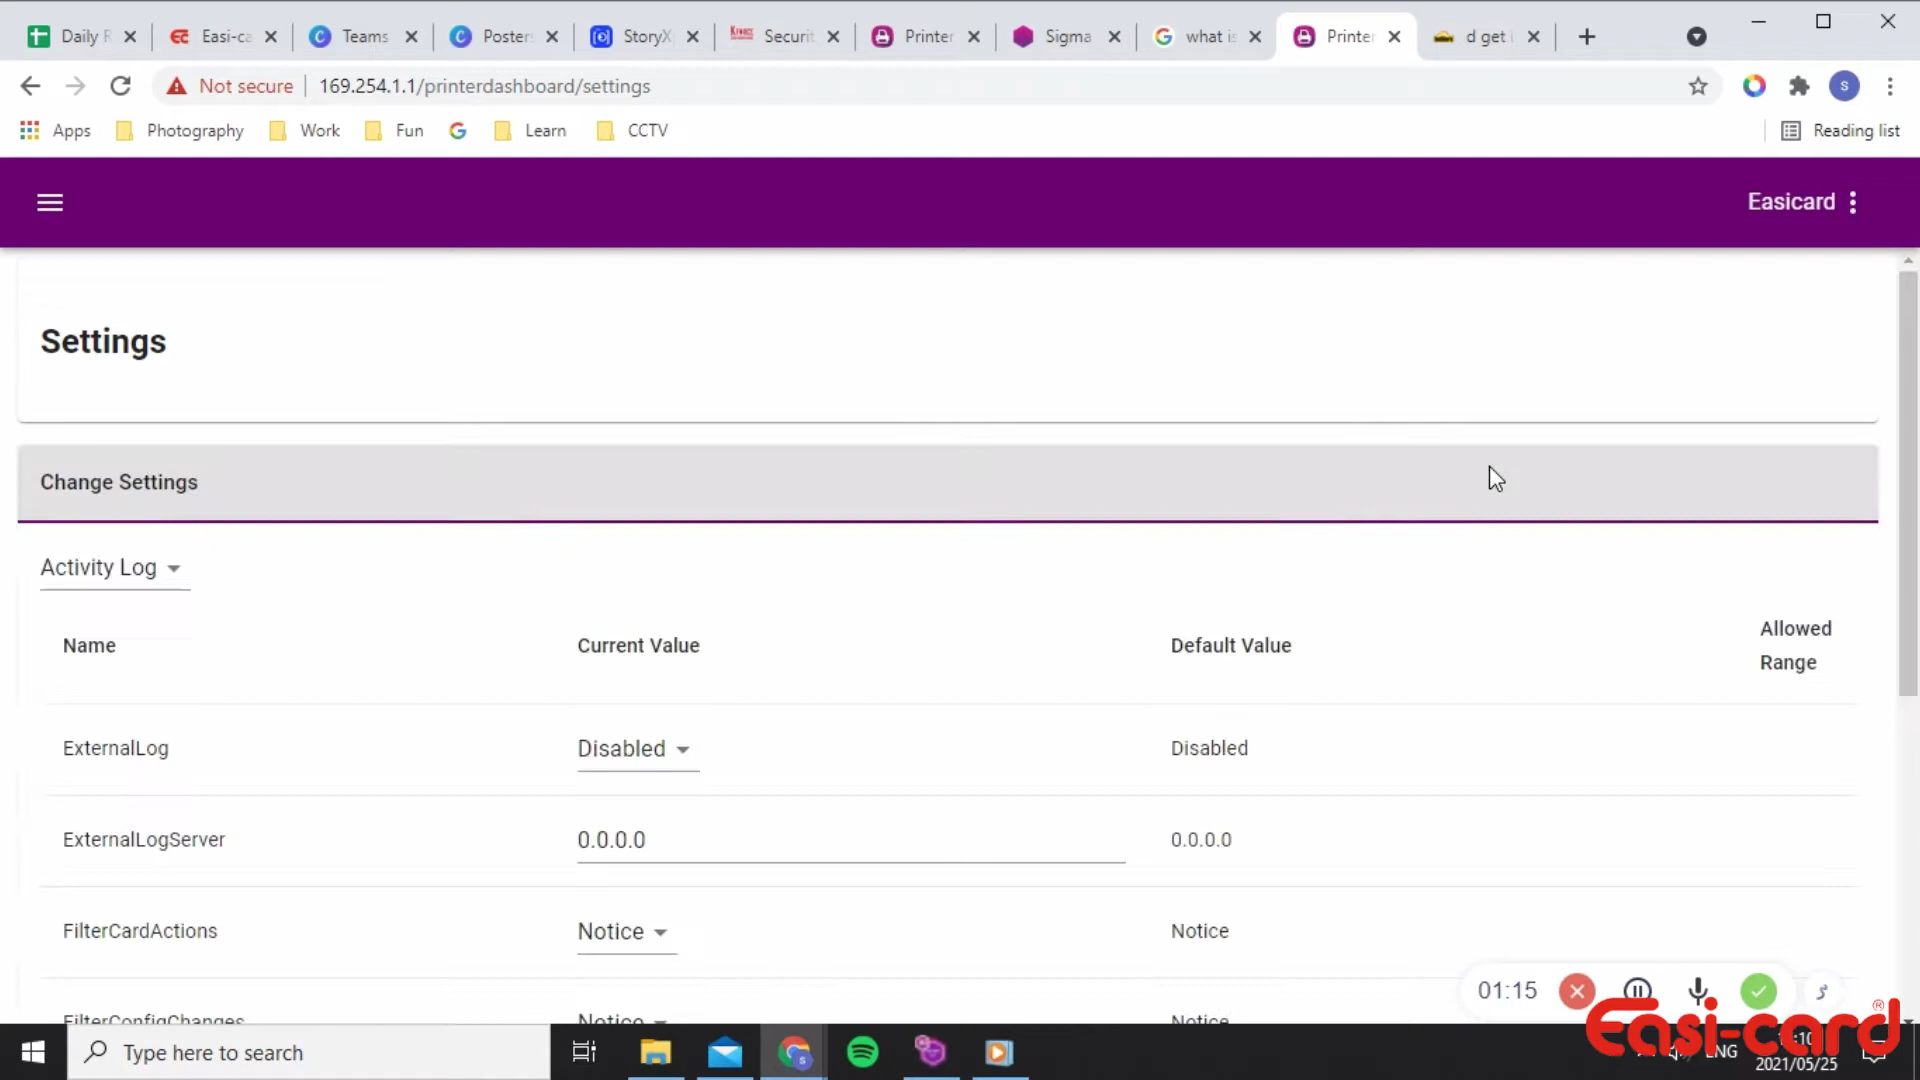 Daily R
Easi-ca
Teams
Poster
StoryX
Securit
Printer
Sigma
what is
Printer
d get
Not secure
169.254.1.1/printerdashboard/settings
S
Apps
Photography
Work
Fun
Learn
CCTV
Reading list
Easicard
Settings
Change Settings
Activity Log
Name
Current Value
Default Value
Allowed
Range
ExternalLog
Disabled
Disabled
ExternalLogServer
0.0.0.0
0.0.0.0
FilterCardActions
Notice
Notice
FilterConfigChanges
Notice
Notice
01:15
Easi-card®
Type here to search
ENG
2021/05/25